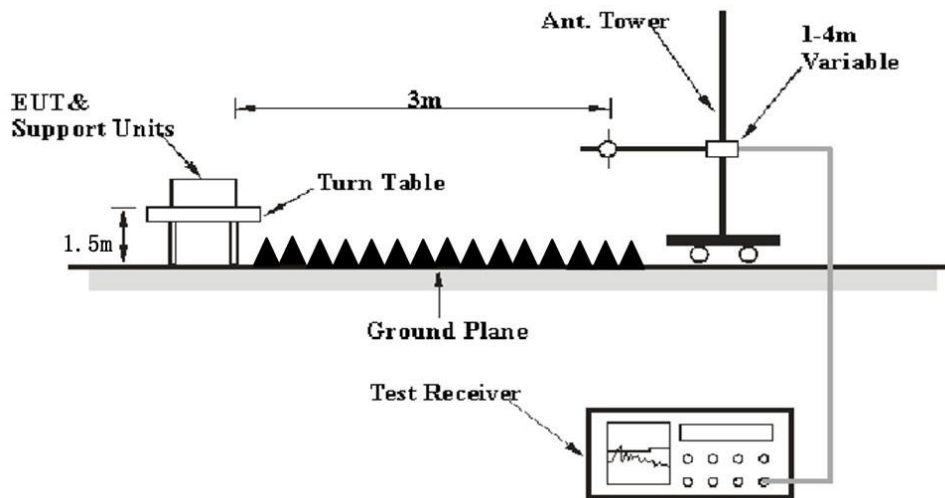 Ant. Tower
1-4m
Variable
3m
EUT&
Support Units
Turn Table
1.5m
Ground Plane
Test Receiver